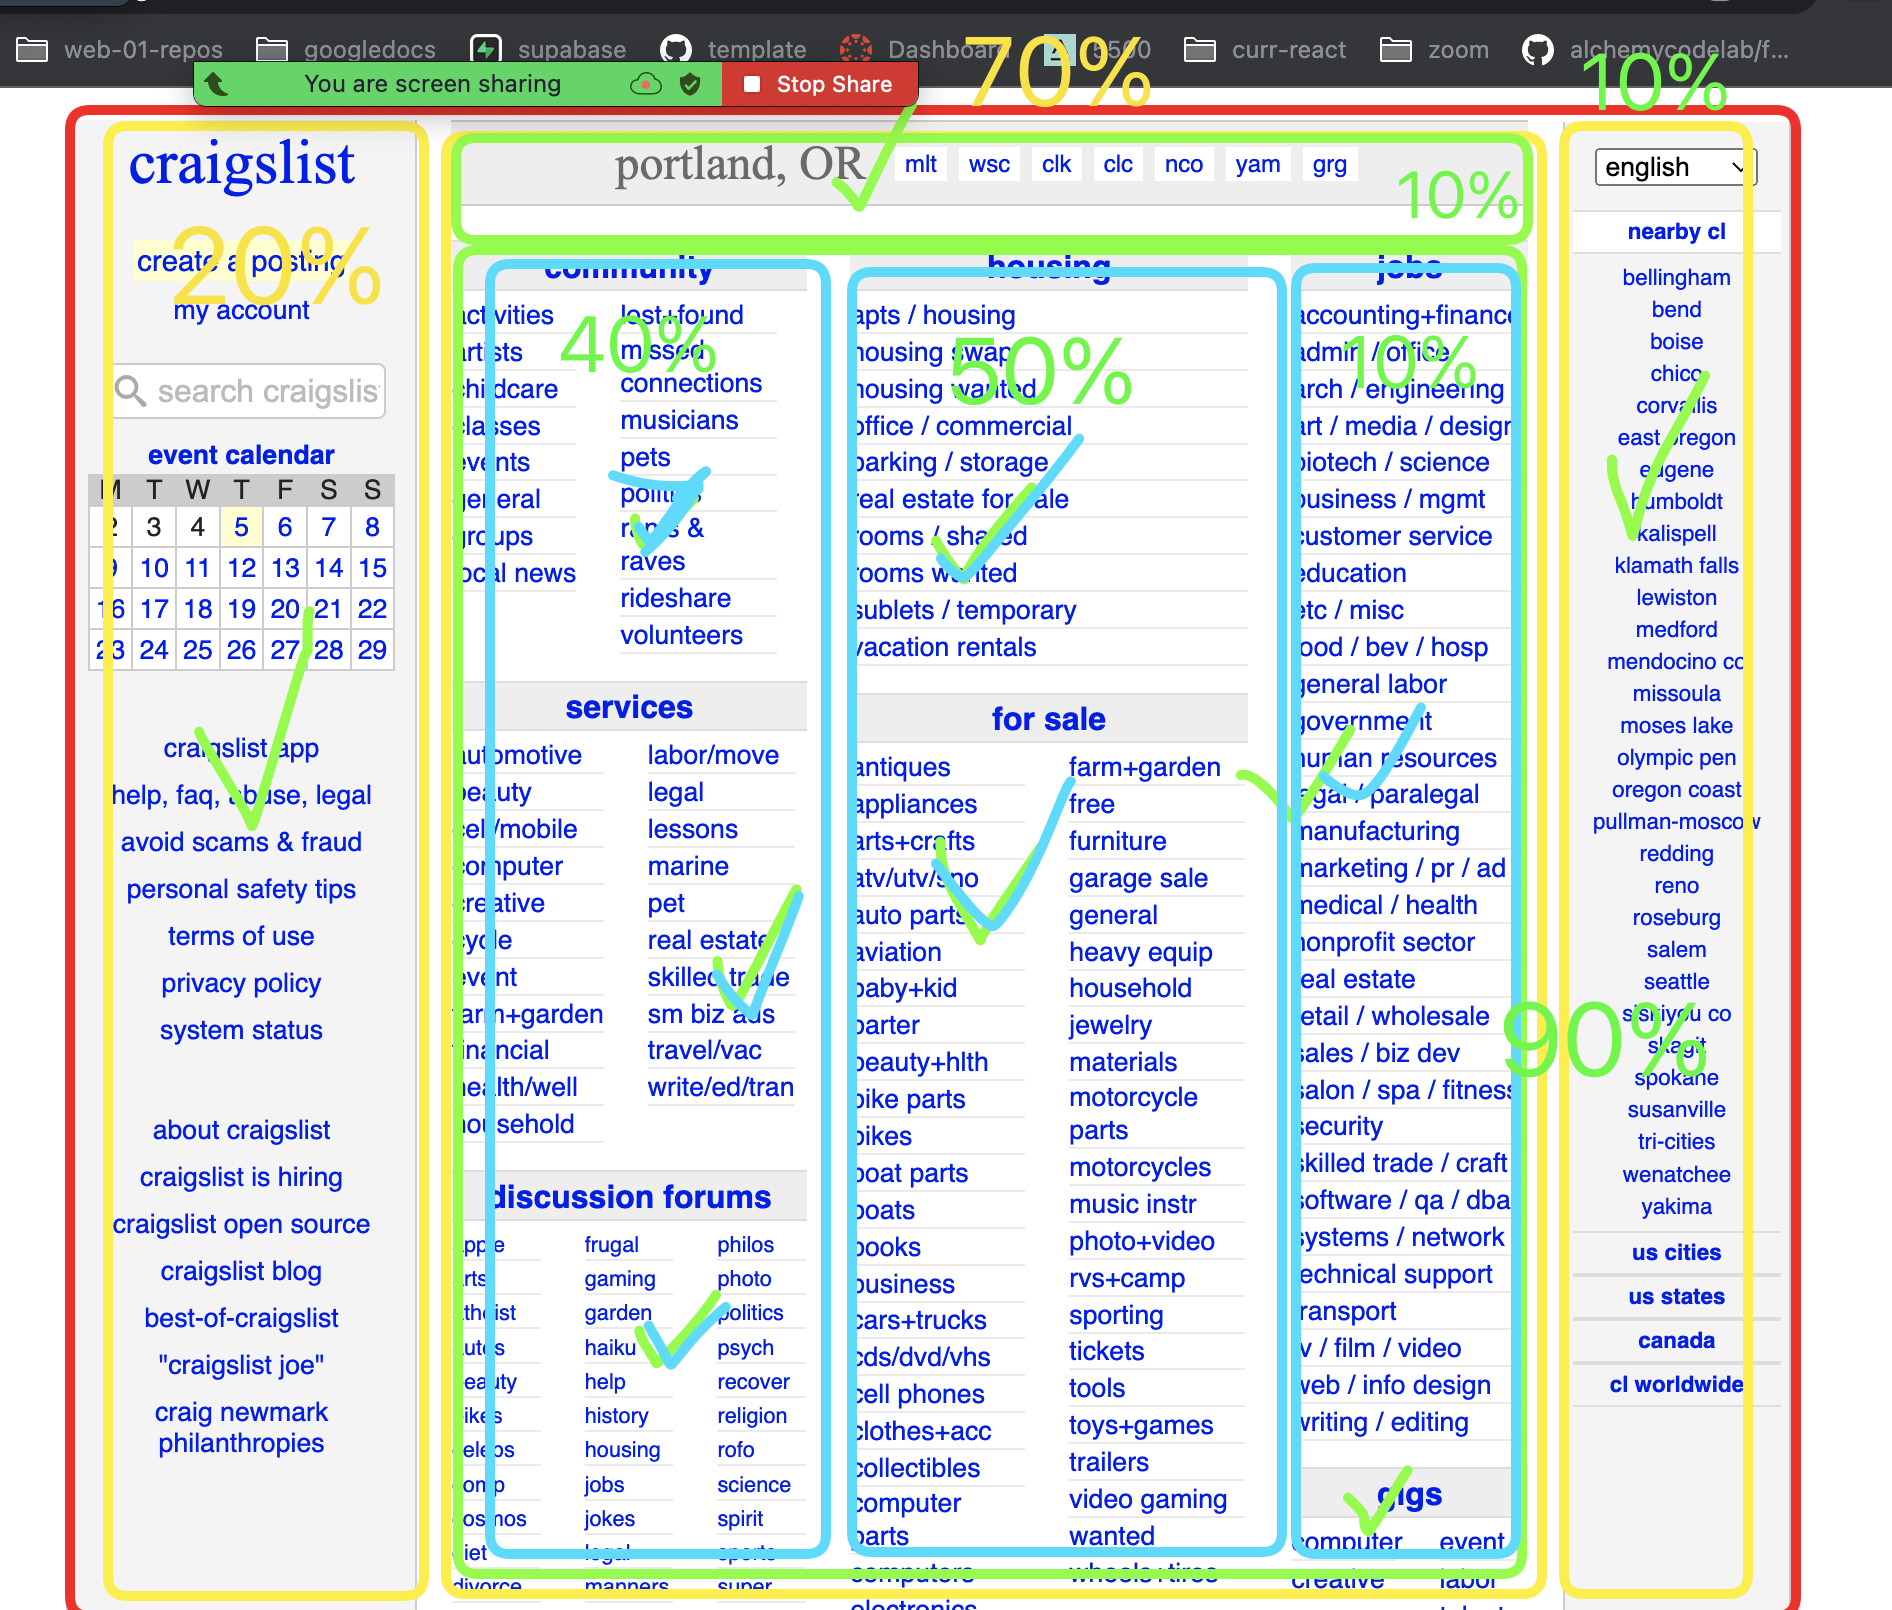 web-01-repos
googledocs
supabase
template
Dashboard
5500
curr-react
zoom
alchemycodelab/f...
You are screen sharing
Stop Share
70%
10%
craigslist
20%
create a posting
my account
search craigslis
event calendar
M T W T F S S
2 3 4 5 6 7 8
9 10 11 12 13 14 15
16 17 18 19 20 21 22
23 24 25 26 27 28 29
craigslist app
help, faq, abuse, legal
avoid scams & fraud
personal safety tips
terms of use
privacy policy
system status
about craigslist
craigslist is hiring
craigslist open source
craigslist blog
best-of-craigslist
"craigslist joe"
craig newmark
philanthropies
portland, OR
mlt wsc clk clc nco yam grg
10%
community
40%
activities
artists
childcare
classes
events
general
groups
local news
lost+found
missed
connections
musicians
pets
politics
rants &
raves
rideshare
volunteers
services
automotive
beauty
cell/mobile
computer
creative
cycle
event
farm+garden
financial
health/well
household
labor/move
legal
lessons
marine
pet
real estate
skilled trade
sm biz ads
travel/vac
write/ed/tran
discussion forums
apple
arts
atheist
autos
beauty
bikes
celebs
comp
cosmos
diet
divorce
frugal
gaming
garden
haiku
help
history
housing
jobs
jokes
legal
manners
philos
photo
politics
psych
recover
religion
rofo
science
spirit
sports
super
housing
50%
apts / housing
housing swap
housing wanted
office / commercial
parking / storage
real estate for sale
rooms / shared
rooms wanted
sublets / temporary
vacation rentals
for sale
antiques
appliances
arts+crafts
atv/utv/sno
auto parts
aviation
baby+kid
barter
beauty+hlth
bike parts
bikes
boat parts
boats
books
business
cars+trucks
cds/dvd/vhs
cell phones
clothes+acc
collectibles
computer
parts
computers
electronics
farm+garden
free
furniture
garage sale
general
heavy equip
household
jewelry
materials
motorcycle
parts
motorcycles
music instr
photo+video
rvs+camp
sporting
tickets
tools
toys+games
trailers
video gaming
wanted
wheels+tires
jobs
10%
accounting+finance
admin / office
arch / engineering
art / media / design
biotech / science
business / mgmt
customer service
education
etc / misc
food / bev / hosp
general labor
government
human resources
legal / paralegal
manufacturing
marketing / pr / ad
medical / health
nonprofit sector
real estate
retail / wholesale
sales / biz dev
salon / spa / fitness
security
skilled trade / craft
software / qa / dba
systems / network
technical support
transport
tv / film / video
web / info design
writing / editing
gigs
computer
creative
event
labor
90%
english
nearby cl
bellingham
bend
boise
chico
corvallis
east oregon
eugene
humboldt
kalispell
klamath falls
lewiston
medford
mendocino co
missoula
moses lake
olympic pen
oregon coast
pullman-moscow
redding
reno
roseburg
salem
seattle
siskiyou co
skagit
spokane
susanville
tri-cities
wenatchee
yakima
us cities
us states
canada
cl worldwide